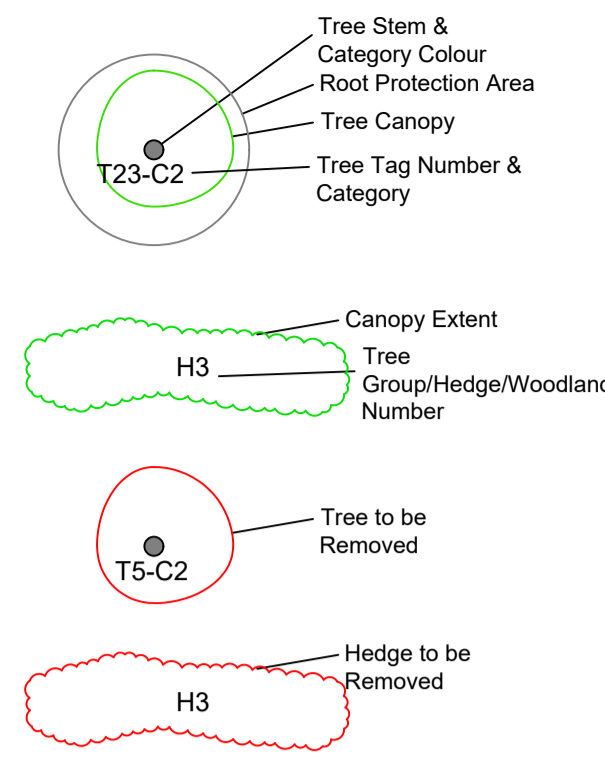 Tree Stem &
Category Colour
Root Protection Area
Tree Canopy
T23-C2
Tree Tag Number &
Category
Canopy Extent
H3
Tree
Group/Hedge/Woodland
Number
Tree to be
Removed
T5-C2
Hedge to be
Removed
H3